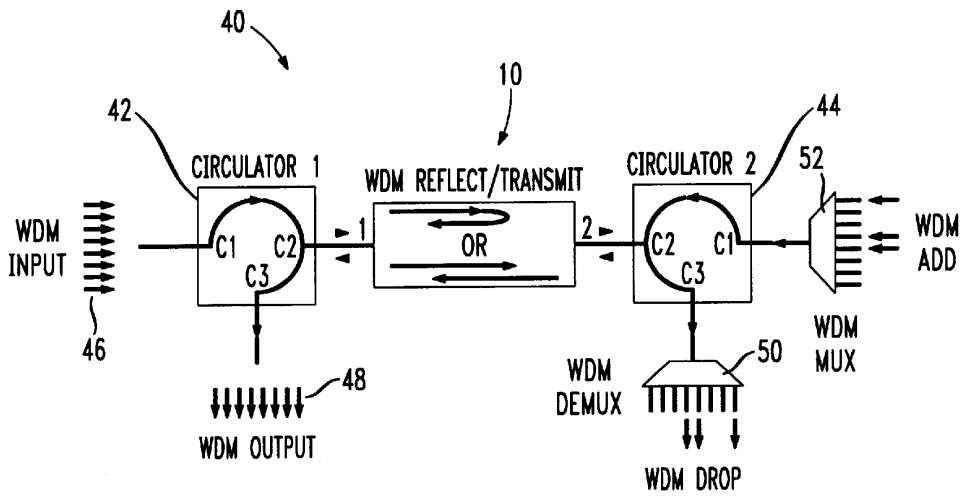 40
10
42
44
52
CIRCULATOR 1
WDM REFLECT/TRANSMIT
CIRCULATOR 2
WDM
INPUT
C1
C2
C3
1
OR
2
C2
C1
C3
WDM
ADD
46
48
WDM OUTPUT
WDM
DEMUX
50
WDM
MUX
WDM DROP